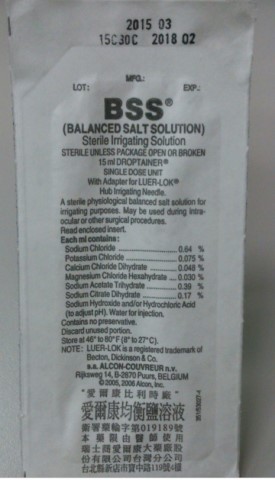 2015 03
15C30C 2018 02
MFG.:
LOT: EXP.:
BSS®
(BALANCED SALT SOLUTION)
Sterile Irrigating Solution
STERILE UNLESS PACKAGE OPEN OR BROKEN
15 ml DROPTAINER®
SINGLE DOSE UNIT
With Adapter for LUER-LOK®
Hub Irrigating Needle.
A sterile physiological balanced salt solution for
irrigating purposes. May be used during intra-
ocular or other surgical procedures.
Read enclosed insert.
Each ml contains:
Sodium Chloride .................... 0.64 %
Potassium Chloride ............... 0.075 %
Calcium Chloride Dihydrate ........ 0.048 %
Magnesium Chloride Hexahydrate .... 0.030 %
Sodium Acetate Trihydrate ......... 0.39 %
Sodium Citrate Dihydrate .......... 0.17 %
Sodium Hydroxide and/or Hydrochloric Acid
(to adjust pH). Water for Injection.
Contains no preservative.
Discard unused portion.
Store at 46° to 80°F (8° to 27°C).
NOTE: LUER-LOK is a registered trademark of
Becton, Dickinson & Co.
s.a. ALCON-COUVREUR n.v.
Rijksweg 14, B-2870 Puurs, BELGIUM
© 2005, 2006 Alcon, Inc.
"愛爾康比利時廠"
愛爾康均衡鹽溶液
衛署藥輸字第019189號
本藥限由醫師使用
瑞士商愛爾康大藥廠股
份有限公司台灣分公司
台北縣新店市寶中路119號4樓